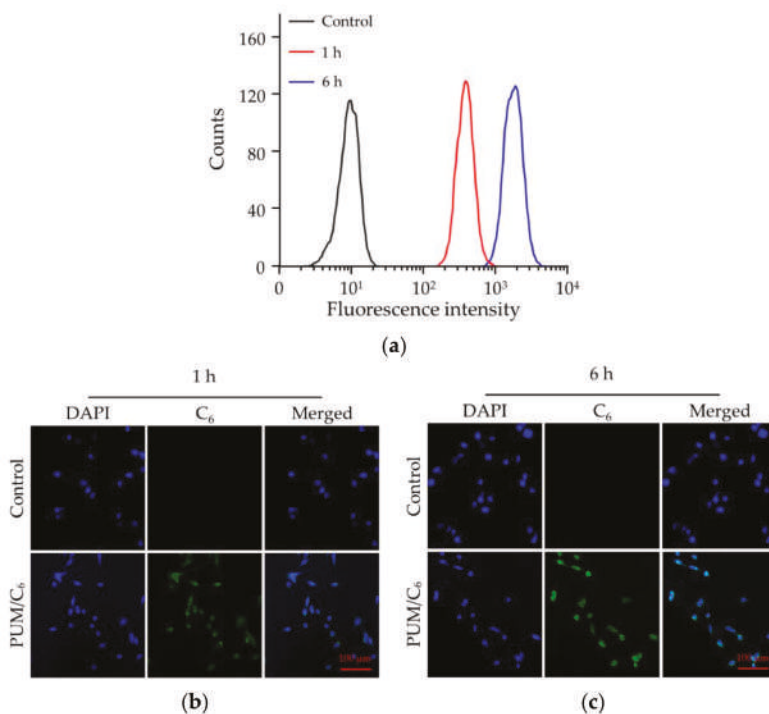 Control
1 h
6 h
160
120
80
40
0
Counts
0 10¹ 10² 10³ 10⁴
Fluorescence intensity
(a)
1 h
DAPI C₆ Merged
Control
PUM/C₆
(b)
6 h
DAPI C₆ Merged
Control
PUM/C₆
(c)